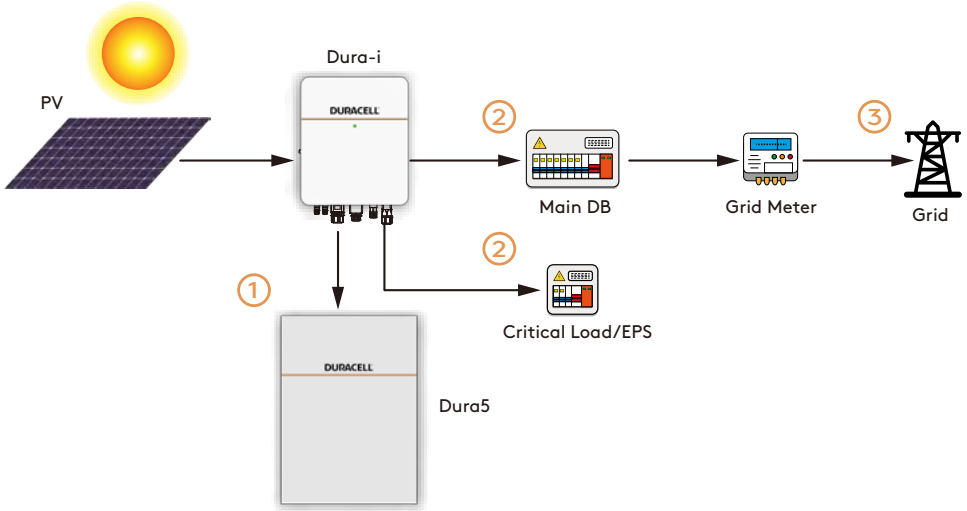 Dura-i
PV
DURACELL
2
3
Main DB
Grid Meter
Grid
2
1
Critical Load/EPS
DURACELL
Dura5